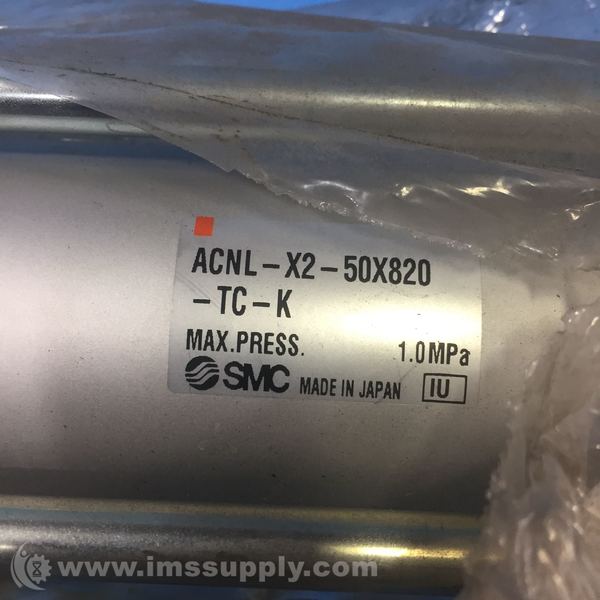 ACNL-X2-50X820
-TC-K
MAX.PRESS. 1.0MPa
SMC MADE IN JAPAN IU
www.imssupply.com